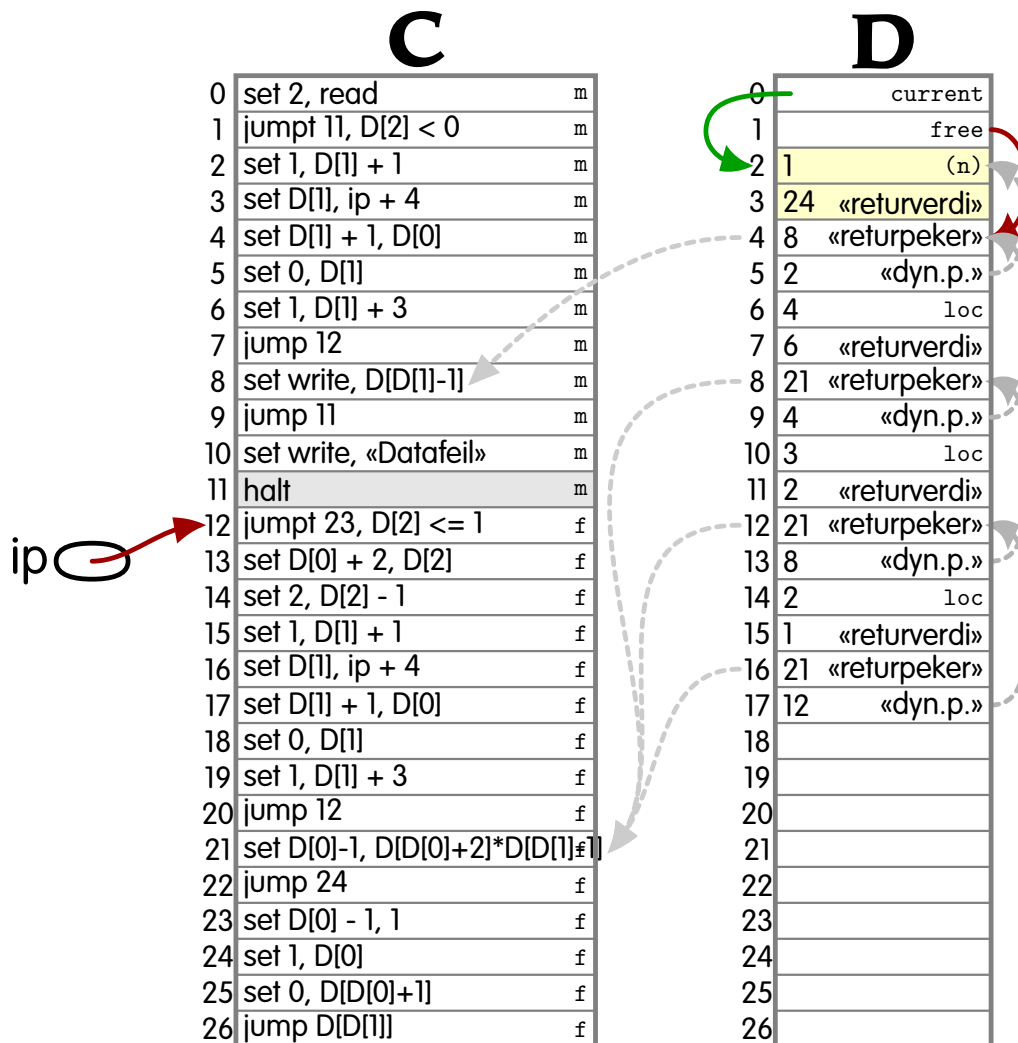 C D
0 set 2, read m
1 jumpt 11, D[2] < 0 m
2 set 1, D[1] + 1 m
3 set D[1], ip + 4 m
4 set D[1] + 1, D[0] m
5 set 0, D[1] m
6 set 1, D[1] + 3 m
7 jump 12 m
8 set write, D[D[1]-1] m
9 jump 11 m
10 set write, «Datafeil» m
11 halt m
12 jumpt 23, D[2] <= 1 f
13 set D[0] + 2, D[2] f
14 set 2, D[2] - 1 f
15 set 1, D[1] + 1 f
16 set D[1], ip + 4 f
17 set D[1] + 1, D[0] f
18 set 0, D[1] f
19 set 1, D[1] + 3 f
20 jump 12 f
21 set D[0]-1, D[D[0]+2]*D[D[1]-1] f
22 jump 24 f
23 set D[0] - 1, 1 f
24 set 1, D[0] f
25 set 0, D[D[0]+1] f
26 jump D[D[1]] f
ip
0 current
1 free
2 1 (n)
3 24 «returverdi»
4 8 «returpeker»
5 2 «dyn.p.»
6 4 loc
7 6 «returverdi»
8 21 «returpeker»
9 4 «dyn.p.»
10 3 loc
11 2 «returverdi»
12 21 «returpeker»
13 8 «dyn.p.»
14 2 loc
15 1 «returverdi»
16 21 «returpeker»
17 12 «dyn.p.»
18
19
20
21
22
23
24
25
26